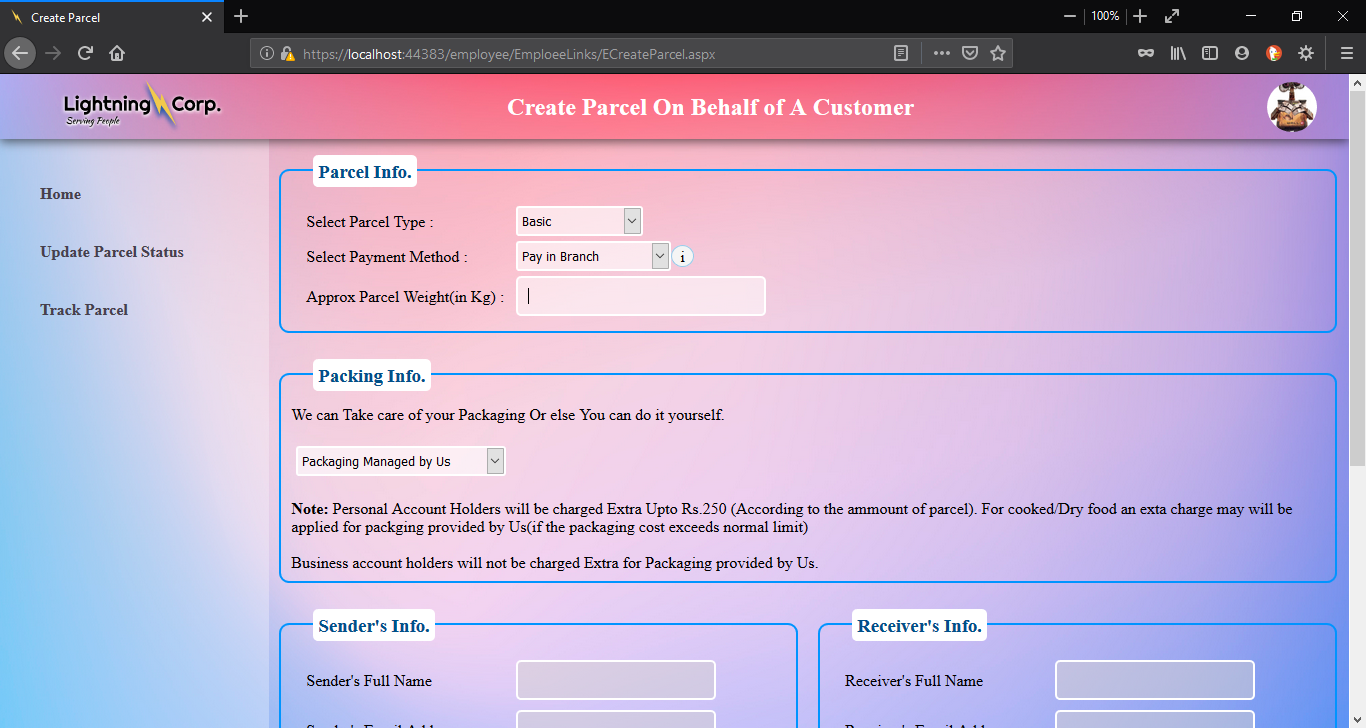 Create Parcel
100%
https://localhost:44383/employee/EmploeeLinks/ECreateParcel.aspx
Lightning Corp.
Serving People
Create Parcel On Behalf of A Customer
Home
Update Parcel Status
Track Parcel
Parcel Info.
Select Parcel Type : Basic
Select Payment Method : Pay in Branch i
Approx Parcel Weight(in Kg) :
Packing Info.
We can Take care of your Packaging Or else You can do it yourself.
Packaging Managed by Us
Note: Personal Account Holders will be charged Extra Upto Rs.250 (According to the ammount of parcel). For cooked/Dry food an exta charge may will be
applied for packging provided by Us(if the packaging cost exceeds normal limit)
Business account holders will not be charged Extra for Packaging provided by Us.
Sender's Info.
Sender's Full Name
Receiver's Info.
Receiver's Full Name